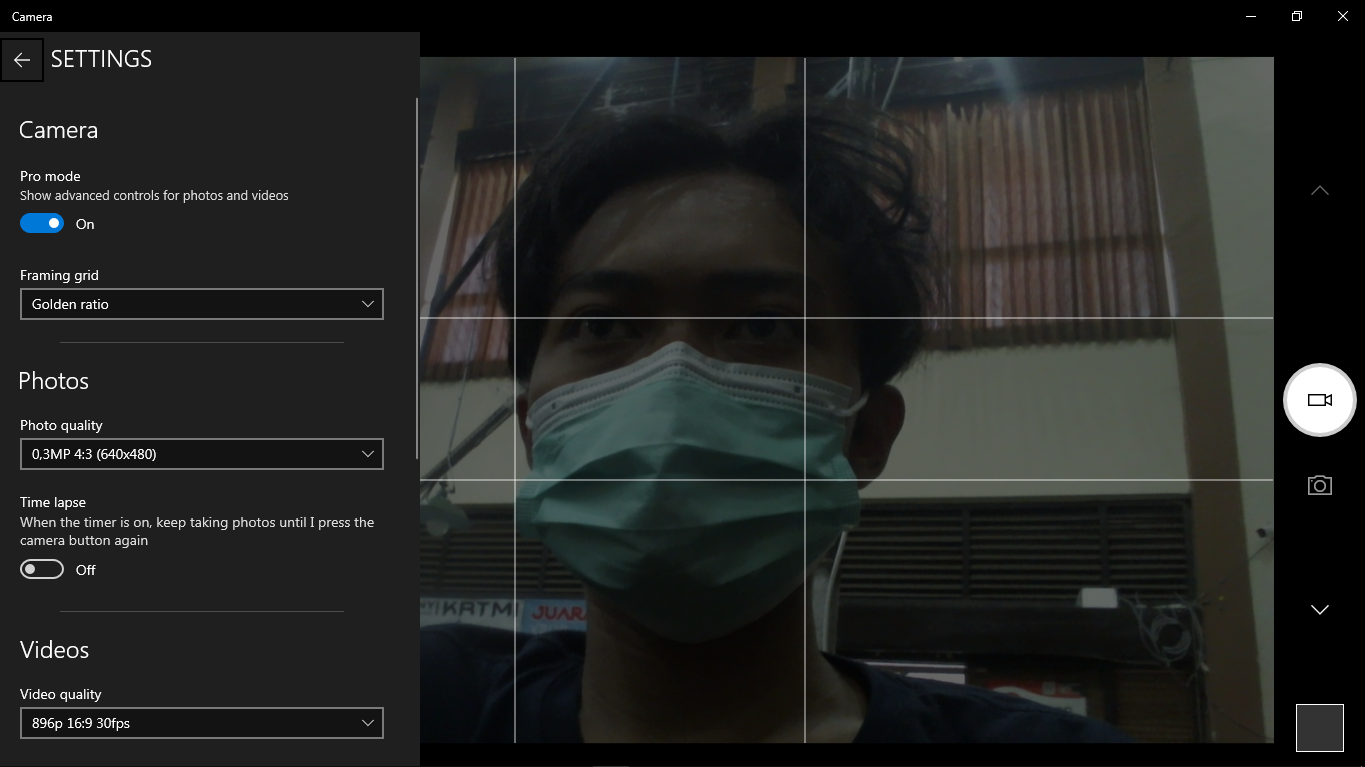 Camera
SETTINGS
Camera
Pro mode
Show advanced controls for photos and videos
On
Framing grid
Golden ratio
Photos
Photo quality
0,3MP 4:3 (640x480)
Time lapse
When the timer is on, keep taking photos until I press the
camera button again
Off
Videos
Video quality
896p 16:9 30fps
KATMI